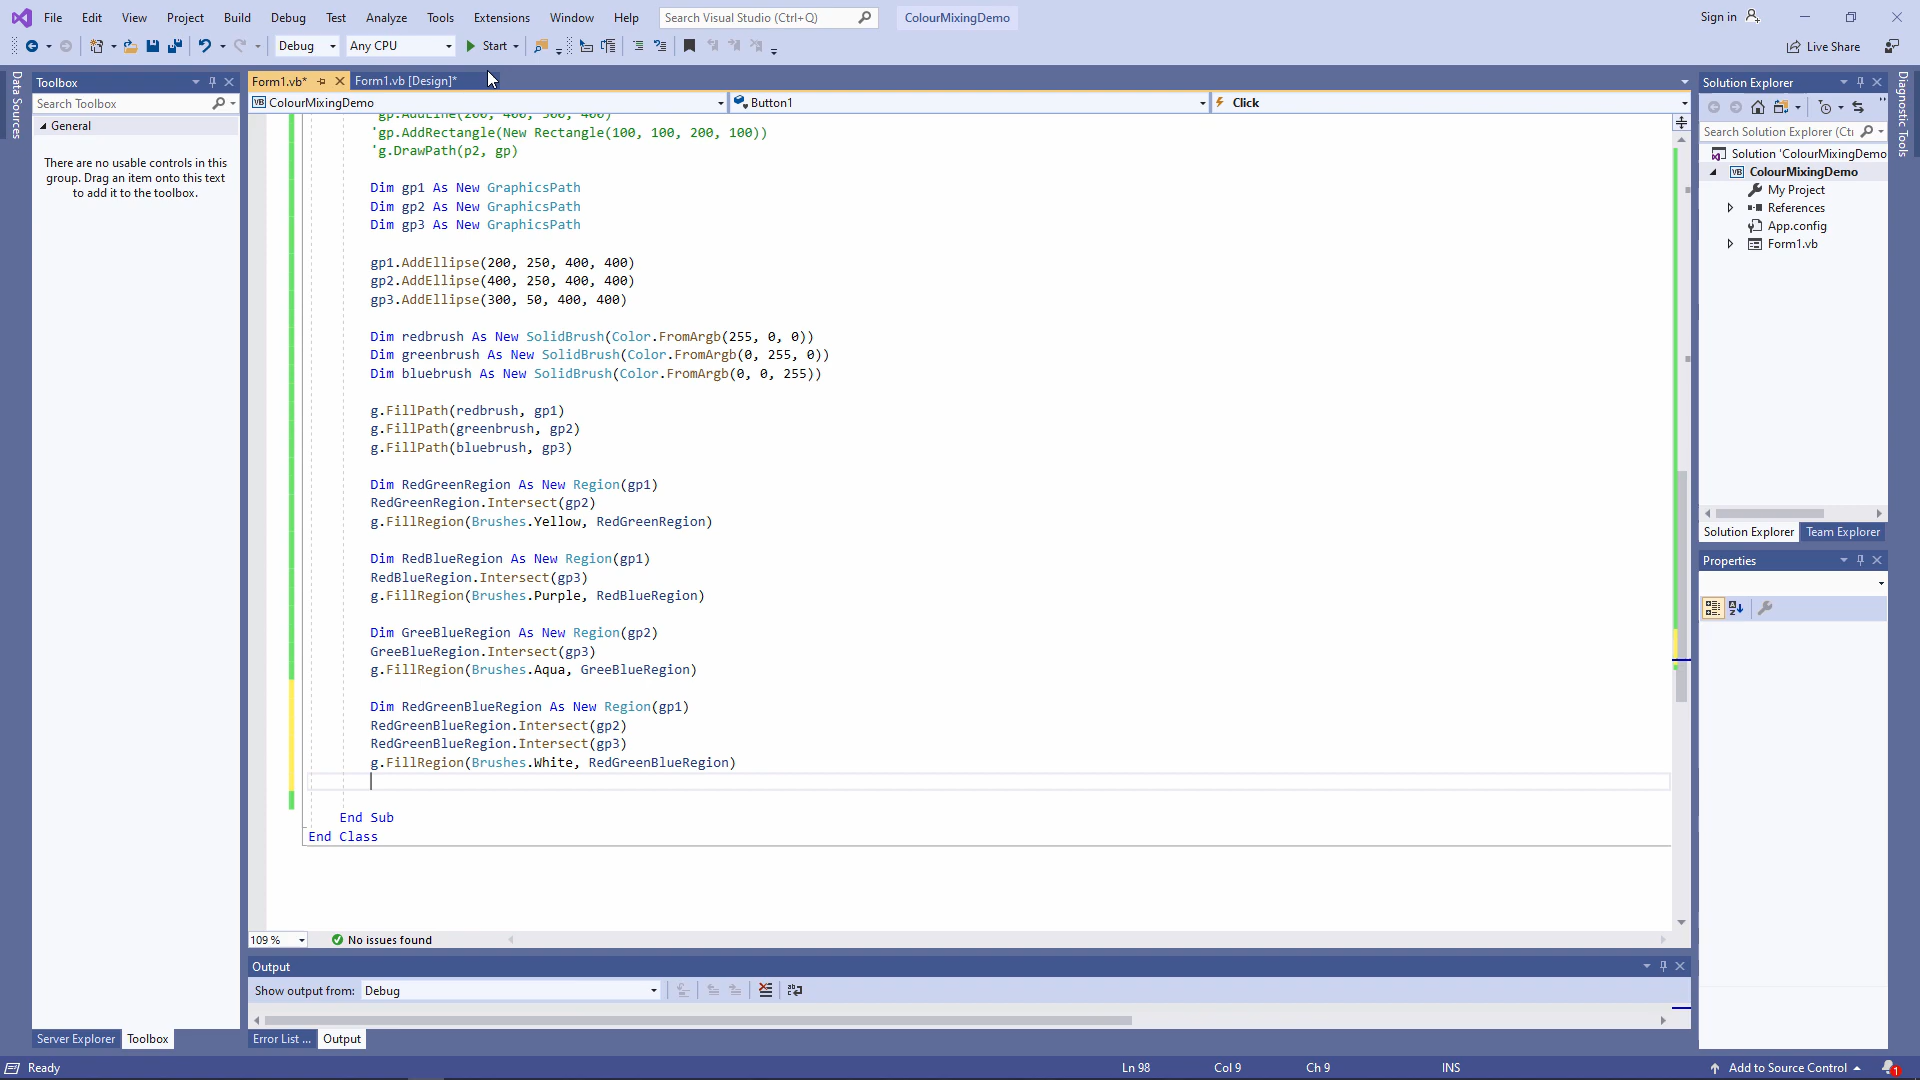 File Edit View Project Build Debug Test Analyze Tools Extensions Window Help Search Visual Studio (Ctrl+Q) ColourMixingDemo Sign in
Debug Any CPU Start Live Share
Data Sources
Toolbox
Search Toolbox
General
There are no usable controls in this
group. Drag an item onto this text
to add it to the toolbox.
Server Explorer Toolbox
Form1.vb* Form1.vb [Design]*
VB ColourMixingDemo Button1 Click
'gp.AddLine(200, 400, 500, 400)
'gp.AddRectangle(New Rectangle(100, 100, 200, 100))
'g.DrawPath(p2, gp)
Dim gp1 As New GraphicsPath
Dim gp2 As New GraphicsPath
Dim gp3 As New GraphicsPath
gp1.AddEllipse(200, 250, 400, 400)
gp2.AddEllipse(400, 250, 400, 400)
gp3.AddEllipse(300, 50, 400, 400)
Dim redbrush As New SolidBrush(Color.FromArgb(255, 0, 0))
Dim greenbrush As New SolidBrush(Color.FromArgb(0, 255, 0))
Dim bluebrush As New SolidBrush(Color.FromArgb(0, 0, 255))
g.FillPath(redbrush, gp1)
g.FillPath(greenbrush, gp2)
g.FillPath(bluebrush, gp3)
Dim RedGreenRegion As New Region(gp1)
RedGreenRegion.Intersect(gp2)
g.FillRegion(Brushes.Yellow, RedGreenRegion)
Dim RedBlueRegion As New Region(gp1)
RedBlueRegion.Intersect(gp3)
g.FillRegion(Brushes.Purple, RedBlueRegion)
Dim GreeBlueRegion As New Region(gp2)
GreeBlueRegion.Intersect(gp3)
g.FillRegion(Brushes.Aqua, GreeBlueRegion)
Dim RedGreenBlueRegion As New Region(gp1)
RedGreenBlueRegion.Intersect(gp2)
RedGreenBlueRegion.Intersect(gp3)
g.FillRegion(Brushes.White, RedGreenBlueRegion)
End Sub
End Class
109 % No issues found
Output
Show output from: Debug
Error List ... Output
Solution Explorer
Search Solution Explorer (Ctr
Solution 'ColourMixingDemo
VB ColourMixingDemo
My Project
References
App.config
Form1.vb
Solution Explorer Team Explorer
Properties
Diagnostic Tools
Ready Ln 98 Col 9 Ch 9 INS Add to Source Control 1